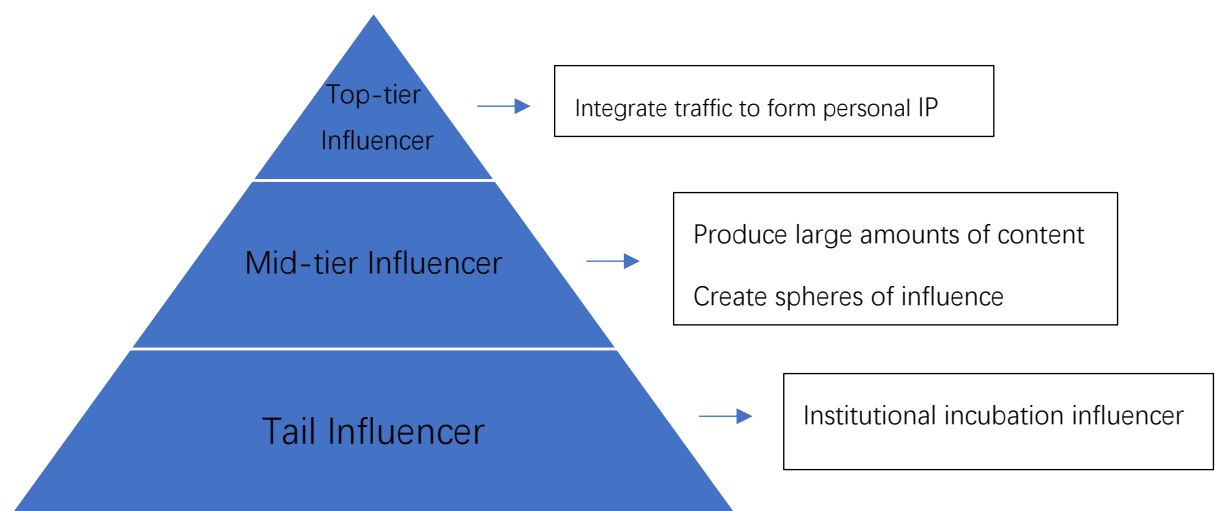 Top-tier
Influencer
Integrate traffic to form personal IP
Mid-tier Influencer
Produce large amounts of content
Create spheres of influence
Tail Influencer
Institutional incubation influencer